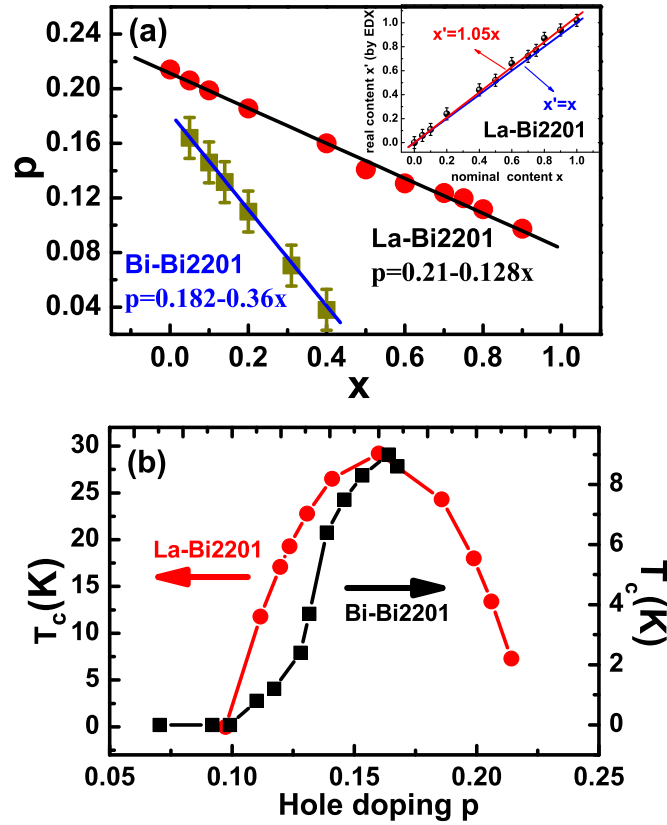 (a)
0.24
0.20
0.16
0.12
0.08
0.04
p
0.0 0.2 0.4 0.6 0.8 1.0
x
Bi-Bi2201
p=0.182-0.36x
La-Bi2201
p=0.21-0.128x
real content x' (by EDX)
1.0
0.8
0.6
0.4
0.2
0.0
x'=1.05x
x'=x
La-Bi2201
0.0 0.2 0.4 0.6 0.8 1.0
nominal content x
(b)
30
25
20
15
10
5
0
Tc(K)
La-Bi2201
Bi-Bi2201
8
6
4
2
0
Tc (K)
0.05 0.10 0.15 0.20 0.25
Hole doping p